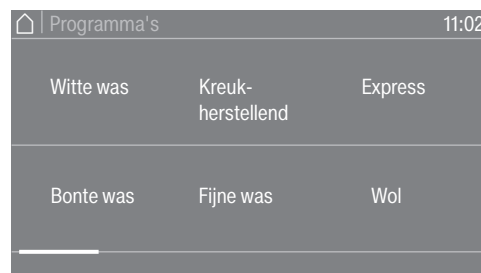 Programma's 11:02
Witte was Kreuk- Express
herstellend
Bonte was Fijne was Wol